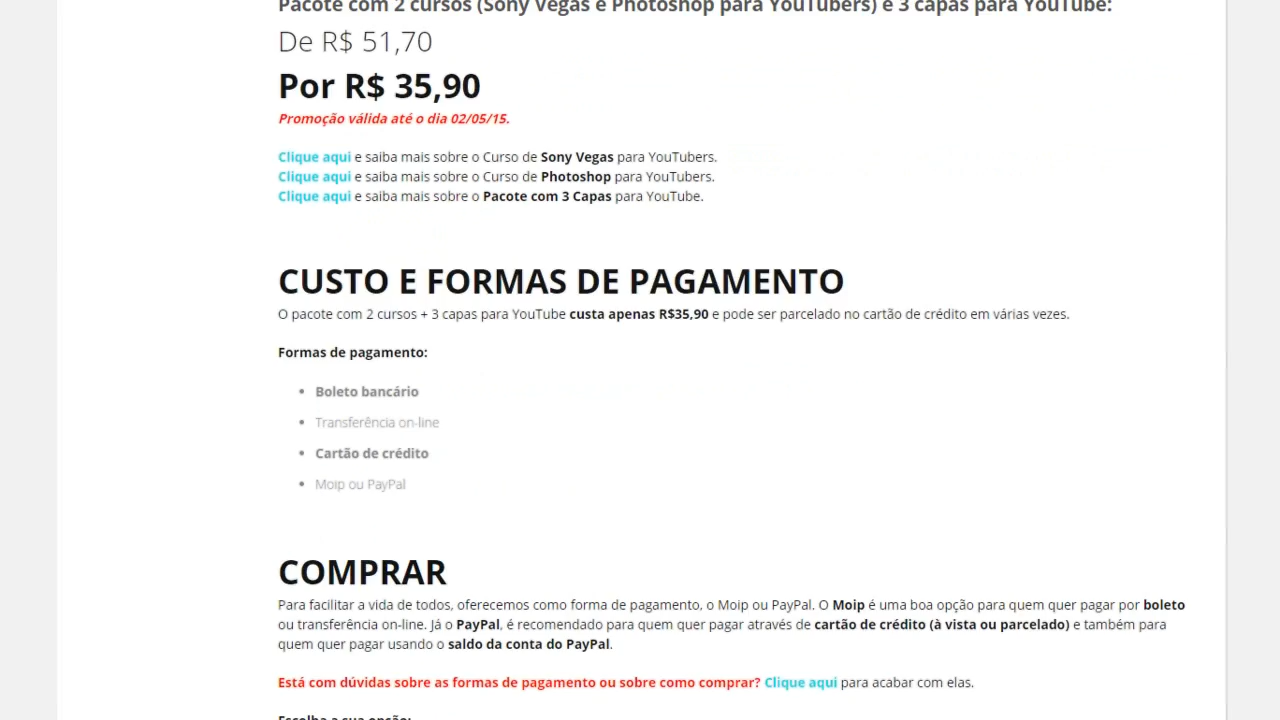 Pacote com 2 cursos (Sony Vegas e Photoshop para YouTubers) e 3 capas para YouTube:
De R$ 51,70
Por R$ 35,90
Promoção válida até o dia 02/05/15.
Clique aqui e saiba mais sobre o Curso de Sony Vegas para YouTubers.
Clique aqui e saiba mais sobre o Curso de Photoshop para YouTubers.
Clique aqui e saiba mais sobre o Pacote com 3 Capas para YouTube.
CUSTO E FORMAS DE PAGAMENTO
O pacote com 2 cursos + 3 capas para YouTube custa apenas R$35,90 e pode ser parcelado no cartão de crédito em várias vezes.
Formas de pagamento:
• Boleto bancário
• Transferência on-line
• Cartão de crédito
• Moip ou PayPal
COMPRAR
Para facilitar a vida de todos, oferecemos como forma de pagamento, o Moip ou PayPal. O Moip é uma boa opção para quem quer pagar por boleto
ou transferência on-line. Já o PayPal, é recomendado para quem quer pagar através de cartão de crédito (à vista ou parcelado) e também para
quem quer pagar usando o saldo da conta do PayPal.
Está com dúvidas sobre as formas de pagamento ou sobre como comprar? Clique aqui para acabar com elas.
Escolha a sua opção: